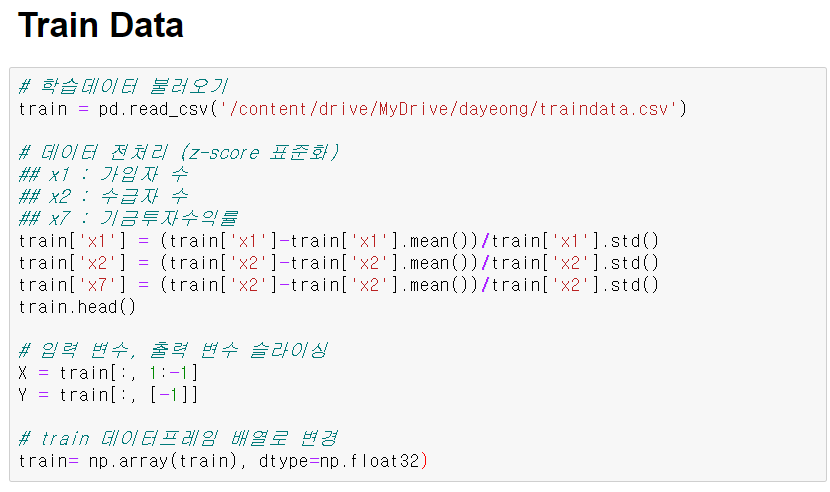 Train Data
# 학습데이터 불러오기
train = pd.read_csv('/content/drive/MyDrive/dayeong/traindata.csv')
# 데이터 전처리 (z-score 표준화)
## x1 : 가입자 수
## x2 : 수급자 수
## x7 : 기금투자수익률
train['x1'] = (train['x1']-train['x1'].mean())/train['x1'].std()
train['x2'] = (train['x2']-train['x2'].mean())/train['x2'].std()
train['x7'] = (train['x2']-train['x2'].mean())/train['x2'].std()
train.head()
# 입력 변수, 출력 변수 슬라이싱
X = train[:, 1:-1]
Y = train[:, [-1]]
# train 데이터프레임 배열로 변경
train= np.array(train), dtype=np.float32)